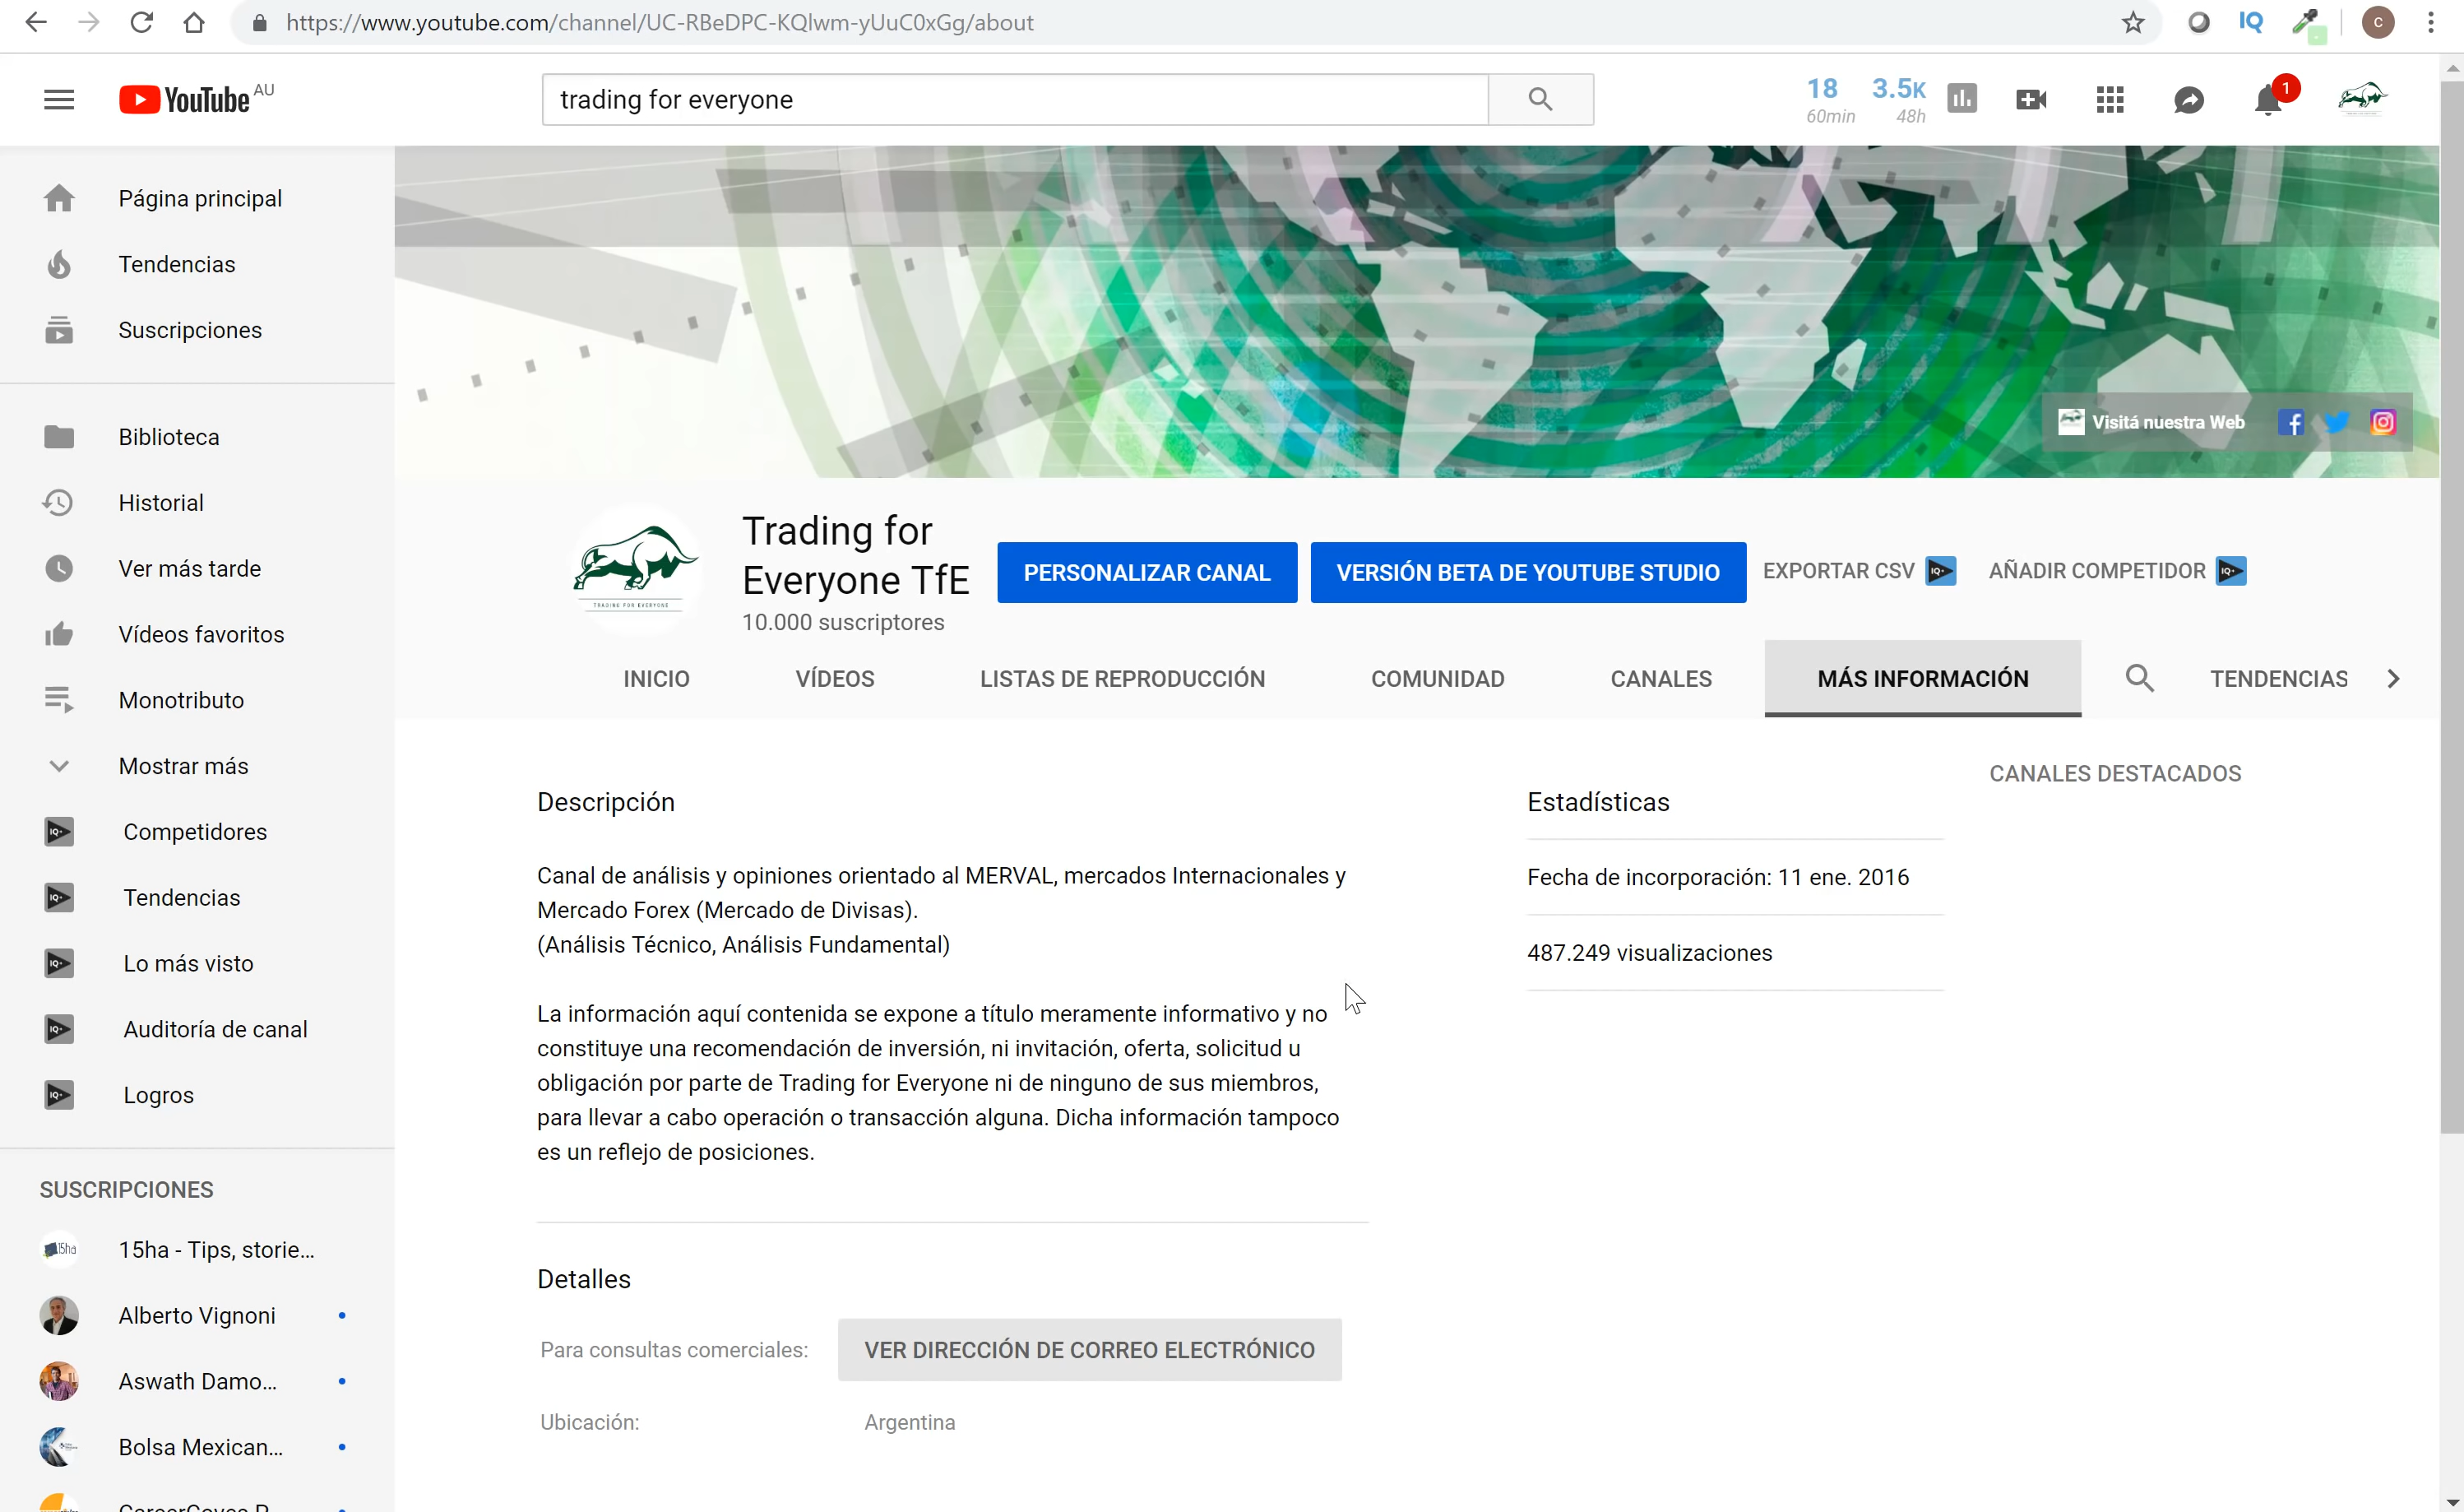 https://www.youtube.com/channel/UC-RBeDPC-KQlwm-yUuC0xGg/about
IQ
C
YouTube AU
trading for everyone
18 3.5K
60min 48h
1
Página principal
Tendencias
Suscripciones
Biblioteca
Historial
Ver más tarde
Vídeos favoritos
Monotributo
Mostrar más
Competidores
Tendencias
Lo más visto
Auditoría de canal
Logros
SUSCRIPCIONES
15ha - Tips, storie...
Alberto Vignoni
Aswath Damo...
Bolsa Mexican...
Visitá nuestra Web
TRADING FOR EVERYONE
Trading for
Everyone TfE
10.000 suscriptores
PERSONALIZAR CANAL
VERSIÓN BETA DE YOUTUBE STUDIO
EXPORTAR CSV
AÑADIR COMPETIDOR
INICIO VÍDEOS LISTAS DE REPRODUCCIÓN COMUNIDAD CANALES MÁS INFORMACIÓN TENDENCIAS
Descripción
Canal de análisis y opiniones orientado al MERVAL, mercados Internacionales y
Mercado Forex (Mercado de Divisas).
(Análisis Técnico, Análisis Fundamental)
La información aquí contenida se expone a título meramente informativo y no
constituye una recomendación de inversión, ni invitación, oferta, solicitud u
obligación por parte de Trading for Everyone ni de ninguno de sus miembros,
para llevar a cabo operación o transacción alguna. Dicha información tampoco
es un reflejo de posiciones.
Detalles
Para consultas comerciales: VER DIRECCIÓN DE CORREO ELECTRÓNICO
Ubicación: Argentina
Estadísticas
Fecha de incorporación: 11 ene. 2016
487.249 visualizaciones
CANALES DESTACADOS